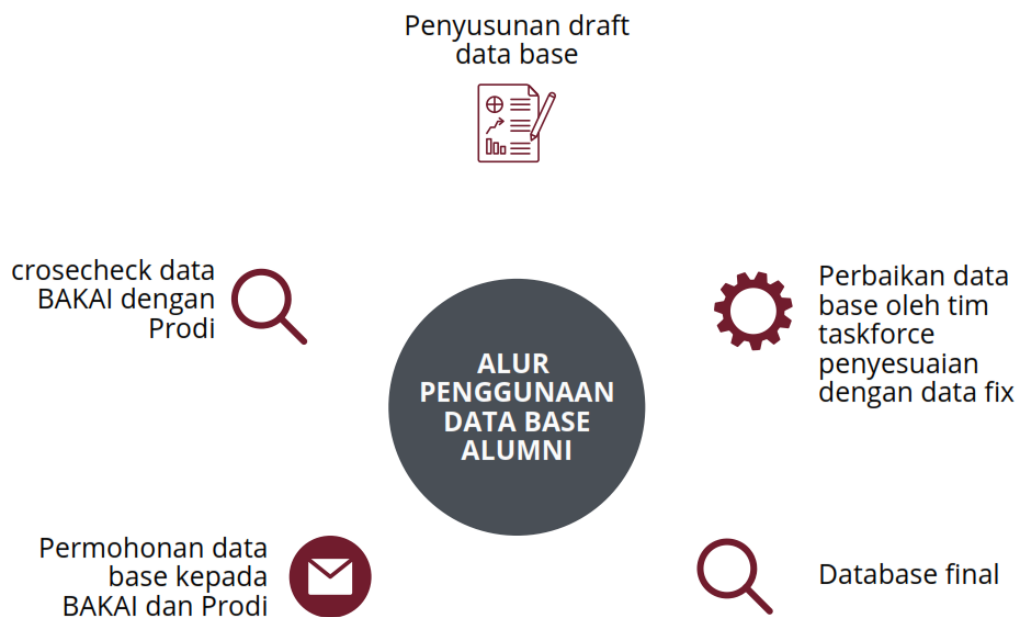 Penyusunan draft
data base
crosecheck data
BAKAI dengan
Prodi
Perbaikan data
base oleh tim
taskforce
penyesuaian
dengan data fix
ALUR
PENGGUNAAN
DATA BASE
ALUMNI
Permohonan data
base kepada
BAKAI dan Prodi
Database final